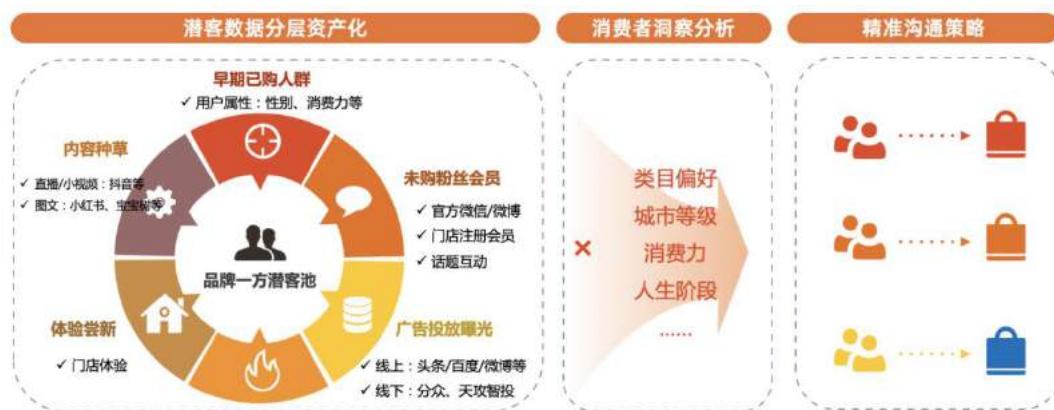 潜客数据分层资产化
消费者洞察分析
精准沟通策略
早期已购人群
✓ 用户属性：性别、消费力等
内容种草
✓ 直播/小视频：抖音等
✓ 图文：小红书、宝宝树等
未购粉丝会员
✓ 官方微信/微博
✓ 门店注册会员
✓ 话题互动
品牌一方潜客池
体验尝新
✓ 门店体验
广告投放曝光
✓ 线上：头条/百度/微博等
✓ 线下：分众、天攻智投
×
类目偏好
城市等级
消费力
人生阶段
……